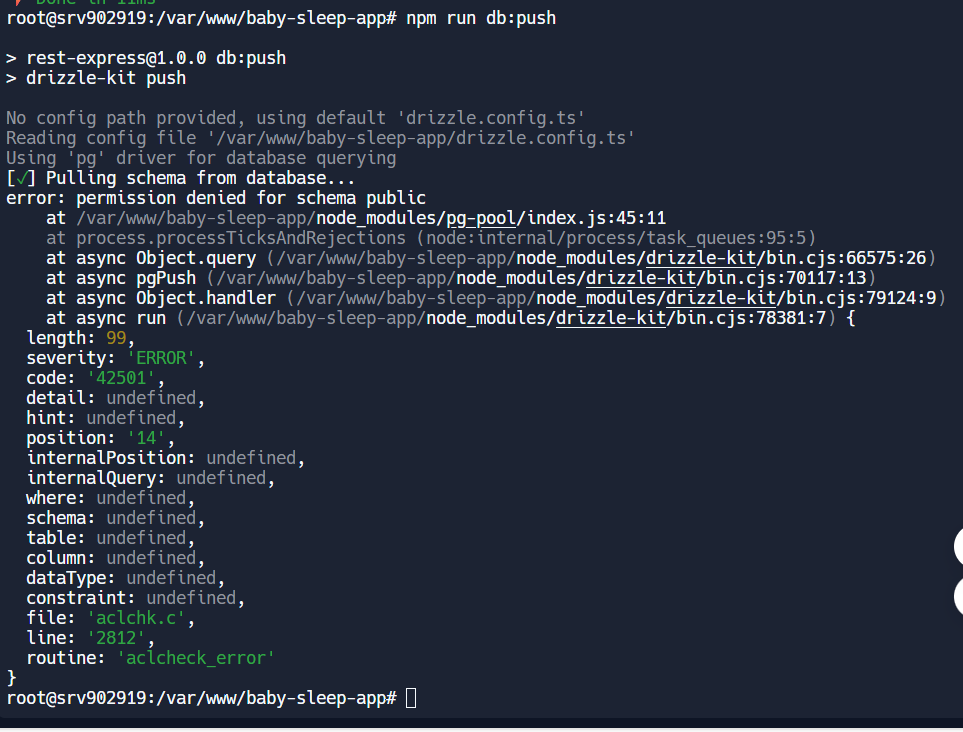 Done in 11ms
root@srv902919:/var/www/baby-sleep-app# npm run db:push
> rest-express@1.0.0 db:push
> drizzle-kit push
No config path provided, using default 'drizzle.config.ts'
Reading config file '/var/www/baby-sleep-app/drizzle.config.ts'
Using 'pg' driver for database querying
[✓] Pulling schema from database...
error: permission denied for schema public
    at /var/www/baby-sleep-app/node_modules/pg-pool/index.js:45:11
    at process.processTicksAndRejections (node:internal/process/task_queues:95:5)
    at async Object.query (/var/www/baby-sleep-app/node_modules/drizzle-kit/bin.cjs:66575:26)
    at async pgPush (/var/www/baby-sleep-app/node_modules/drizzle-kit/bin.cjs:70117:13)
    at async Object.handler (/var/www/baby-sleep-app/node_modules/drizzle-kit/bin.cjs:79124:9)
    at async run (/var/www/baby-sleep-app/node_modules/drizzle-kit/bin.cjs:78381:7) {
  length: 99,
  severity: 'ERROR',
  code: '42501',
  detail: undefined,
  hint: undefined,
  position: '14',
  internalPosition: undefined,
  internalQuery: undefined,
  where: undefined,
  schema: undefined,
  table: undefined,
  column: undefined,
  dataType: undefined,
  constraint: undefined,
  file: 'aclchk.c',
  line: '2812',
  routine: 'aclcheck_error'
}
root@srv902919:/var/www/baby-sleep-app#